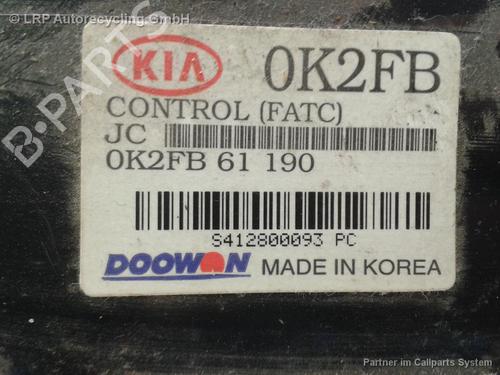 © LRP Autorecycling GmbH
KIA 0K2FB
CONTROL (FATC)
JC
0K2FB 61 190
S412800093 PC
DOOWON MADE IN KOREA
Partner im Callparts System